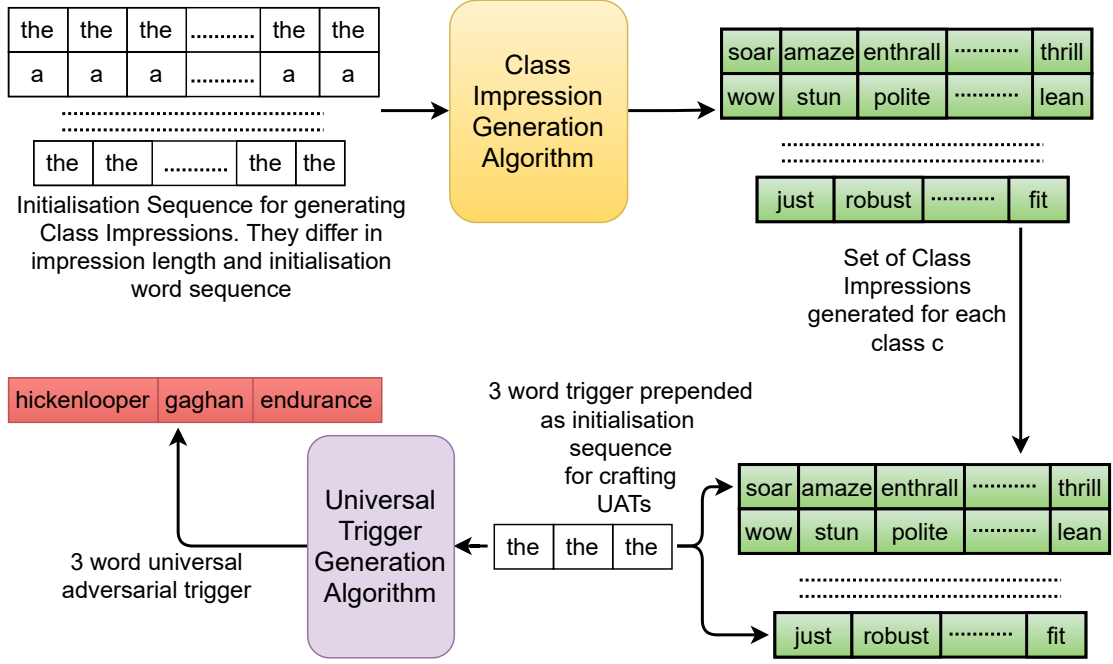 the the the ........... the the
a a a ........... a a
the the ........... the the
Initialisation Sequence for generating
Class Impressions. They differ in
impression length and initialisation
word sequence
Class
Impression
Generation
Algorithm
soar amaze enthrall ........... thrill
wow stun polite ........... lean
just robust ........... fit
Set of Class
Impressions
generated for each
class c
hickenlooper gaghan endurance
3 word universal
adversarial trigger
Universal
Trigger
Generation
Algorithm
3 word trigger prepended
as initialisation
sequence
for crafting
UATs
the the the
soar amaze enthrall ........... thrill
wow stun polite ........... lean
just robust ........... fit